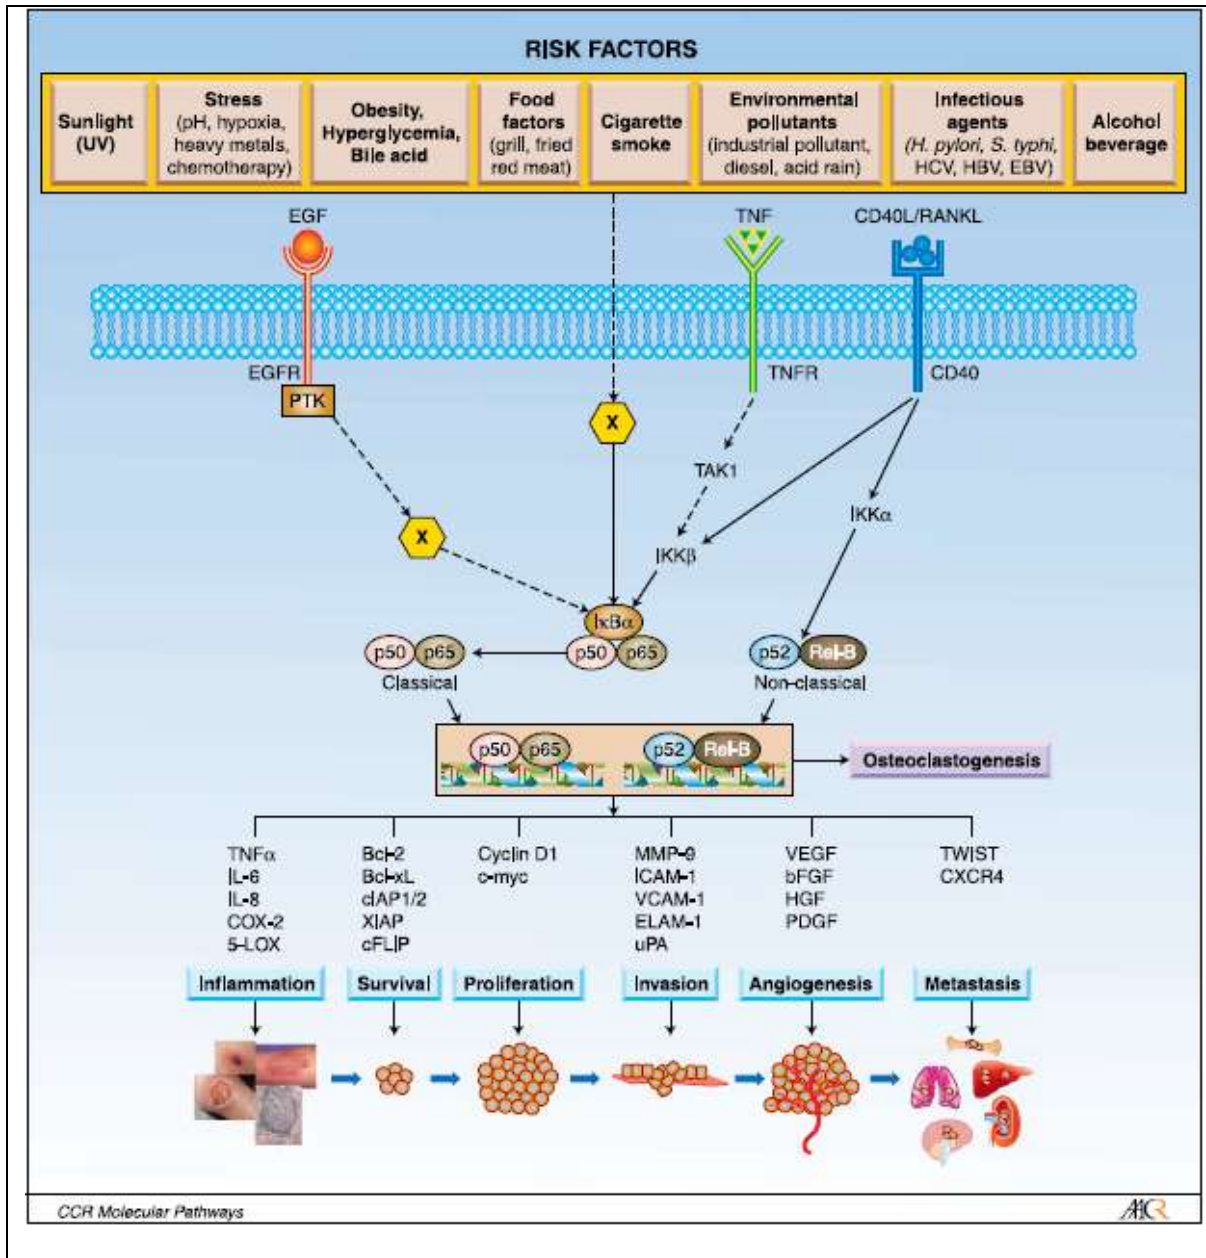 RISK FACTORS
Sunlight
(UV)
Stress
(pH, hypoxia,
heavy metals,
chemotherapy)
Obesity,
Hyperglycemia,
Bile acid
Food
factors
(grill, fried
red meat)
Cigarette
smoke
Environmental
pollutants
(industrial pollutant,
diesel, acid rain)
Infectious
agents
(H. pylori, S. typhi,
HCV, HBV, EBV)
Alcohol
beverage
EGF
TNF
CD40L/RANKL
EGFR
TNFR
CD40
PTK
X
TAK1
IKKα
X
IKKβ
IκBα
p50 p65
p50 p65
p52 Rel-B
Classical
Non-classical
p50 p65
p52 Rel-B
Osteoclastogenesis
TNFα
IL-6
IL-8
COX-2
5-LOX
Bcl-2
Bcl-xL
cIAP1/2
XIAP
cFLIP
Cyclin D1
c-myc
MMP-9
ICAM-1
VCAM-1
ELAM-1
uPA
VEGF
bFGF
HGF
PDGF
TWIST
CXCR4
Inflammation
Survival
Proliferation
Invasion
Angiogenesis
Metastasis
CCR Molecular Pathways
AACR